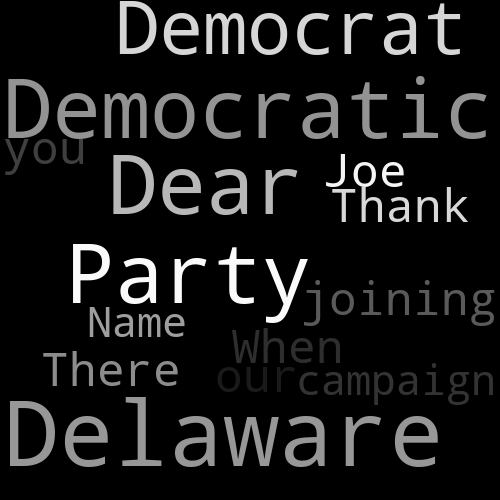 Democrat
Democratic
you
Dear Joe
Thank
Party
joining
Name
When
There
our campaign
Delaware